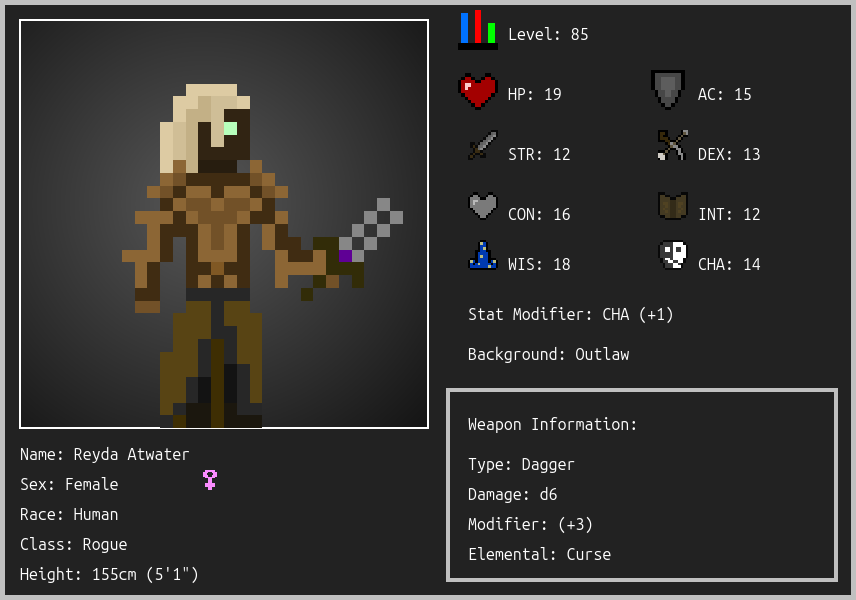 Level: 85
HP: 19
AC: 15
STR: 12
DEX: 13
CON: 16
INT: 12
WIS: 18
CHA: 14
Stat Modifier: CHA (+1)
Background: Outlaw
Name: Reyda Atwater
Sex: Female
Race: Human
Class: Rogue
Height: 155cm (5'1")
Weapon Information:
Type: Dagger
Damage: d6
Modifier: (+3)
Elemental: Curse